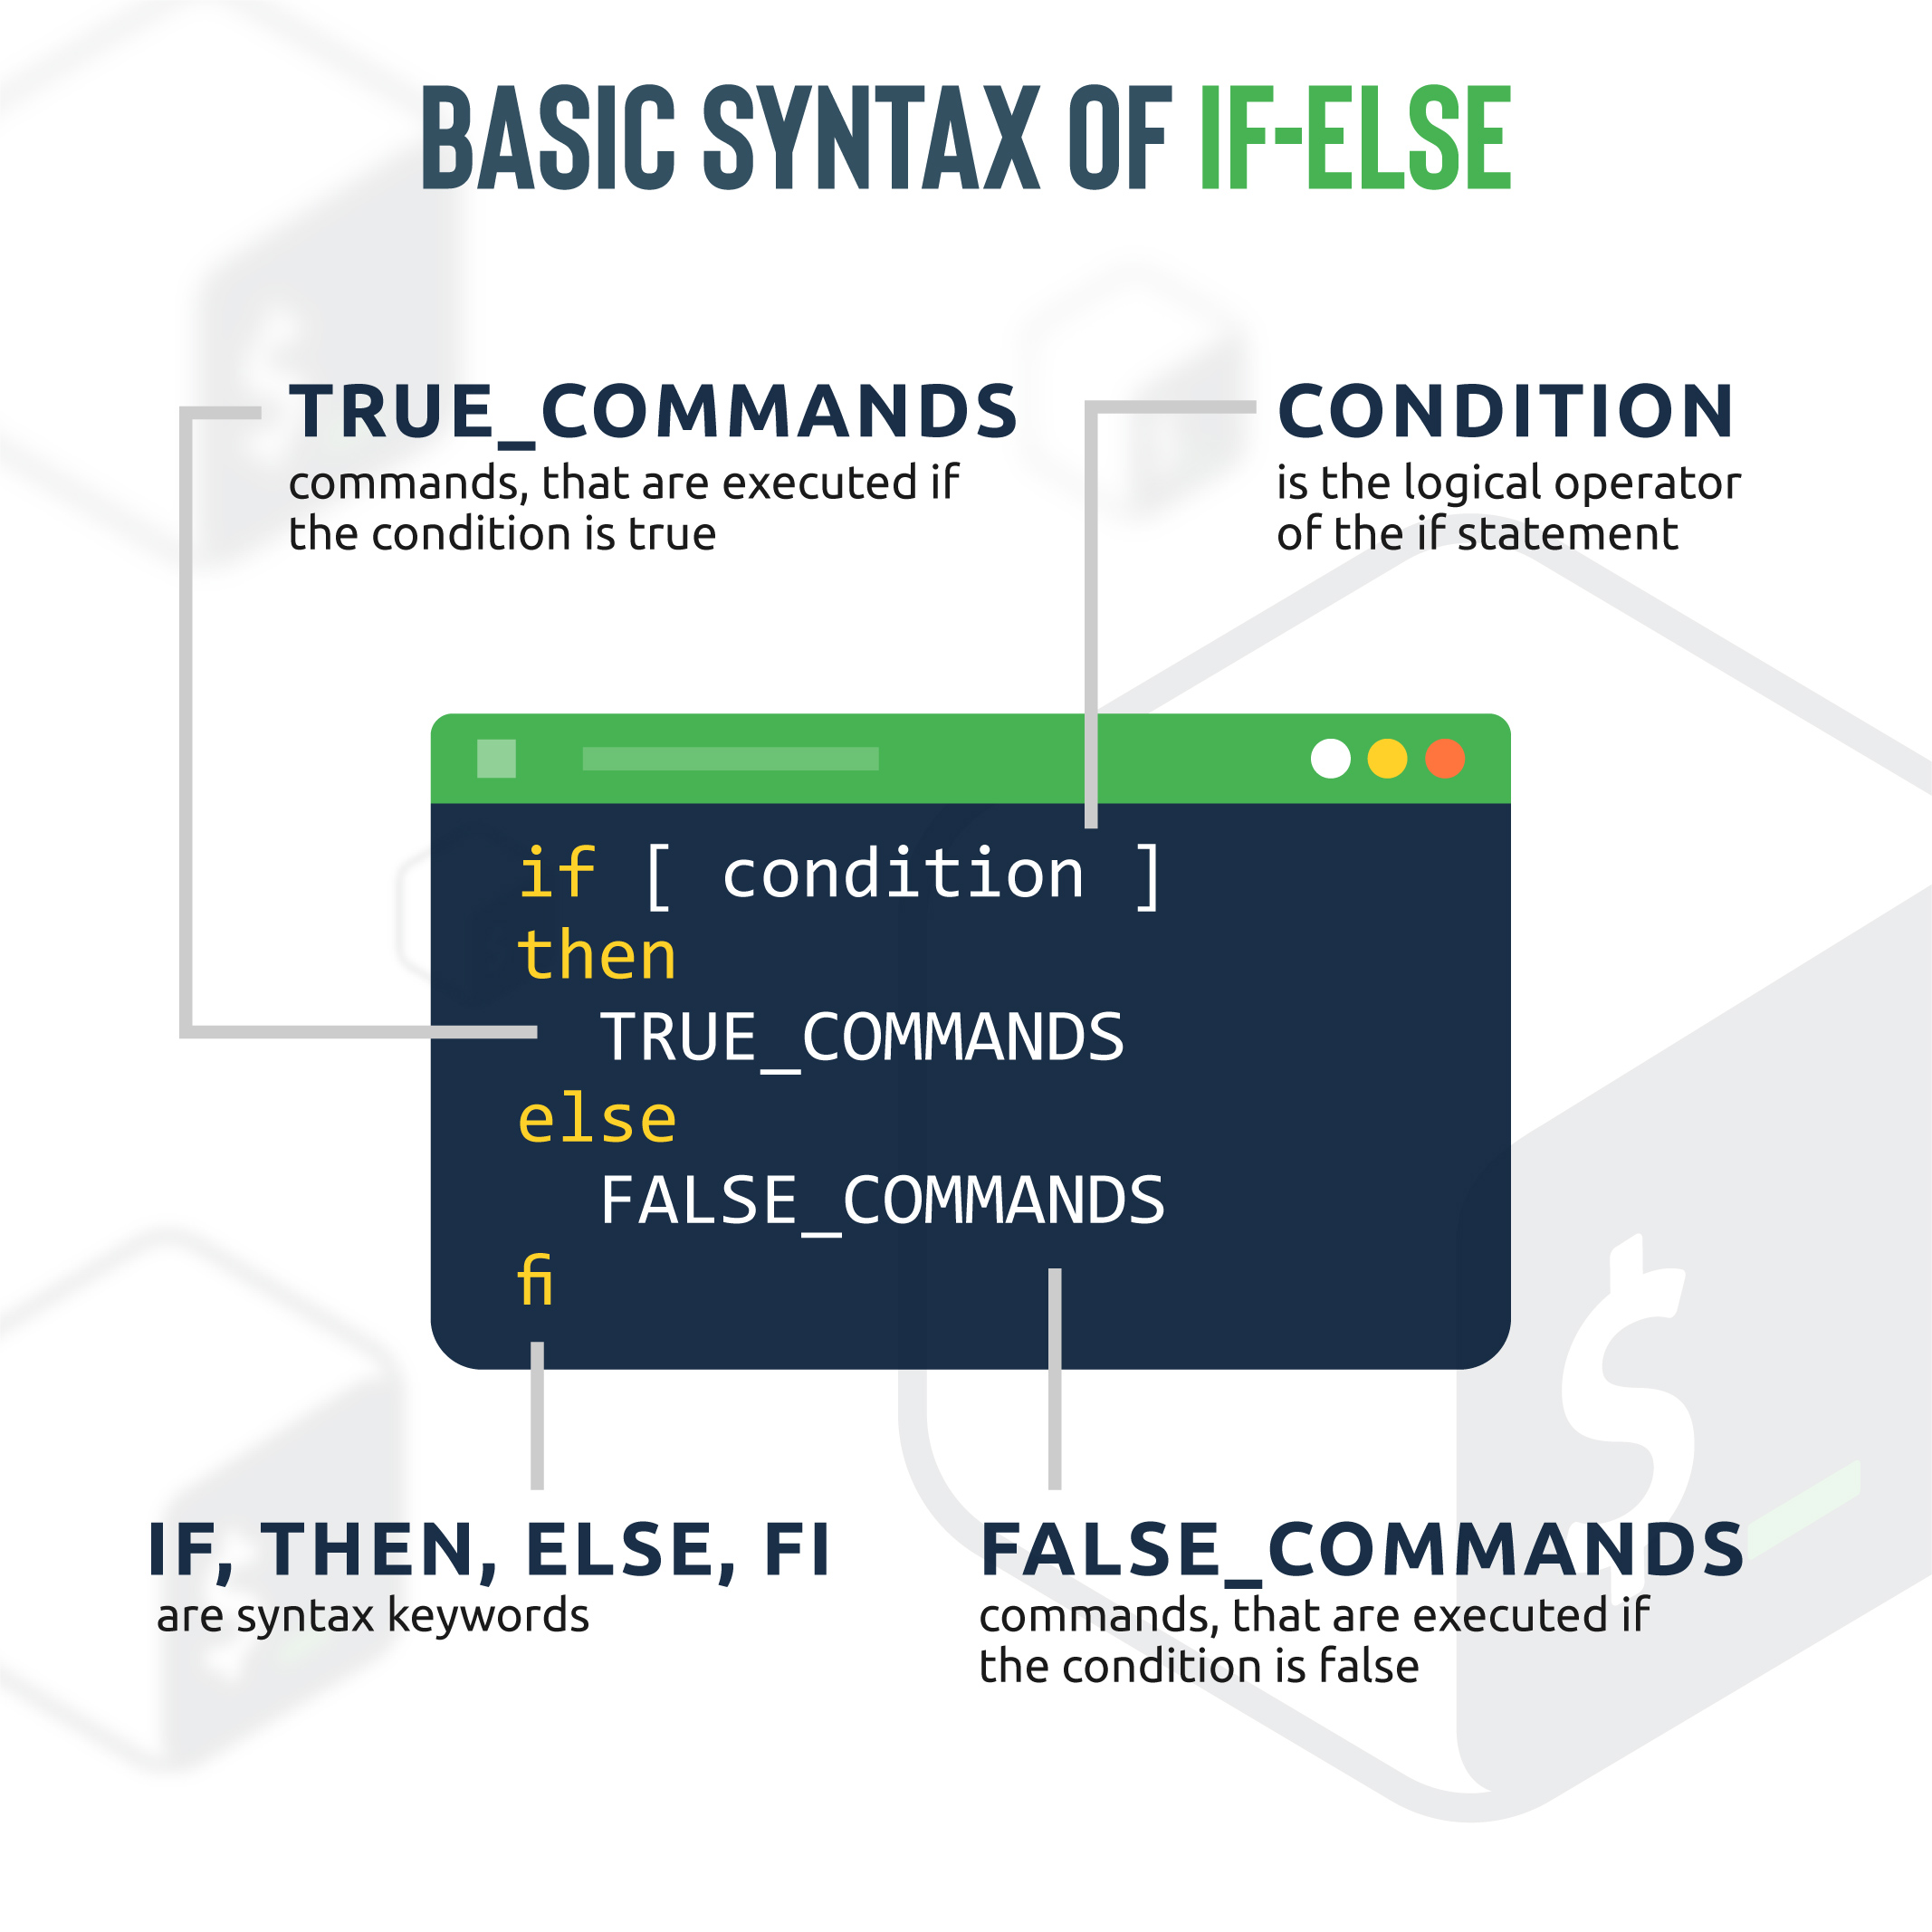 BASIC SYNTAX OF IF-ELSE
TRUE_COMMANDS
commands, that are executed if
the condition is true
CONDITION
is the logical operator
of the if statement
if [ condition ]
then
TRUE_COMMANDS
else
FALSE_COMMANDS
fi
IF, THEN, ELSE, FI
are syntax keywords
FALSE_COMMANDS
commands, that are executed if
the condition is false